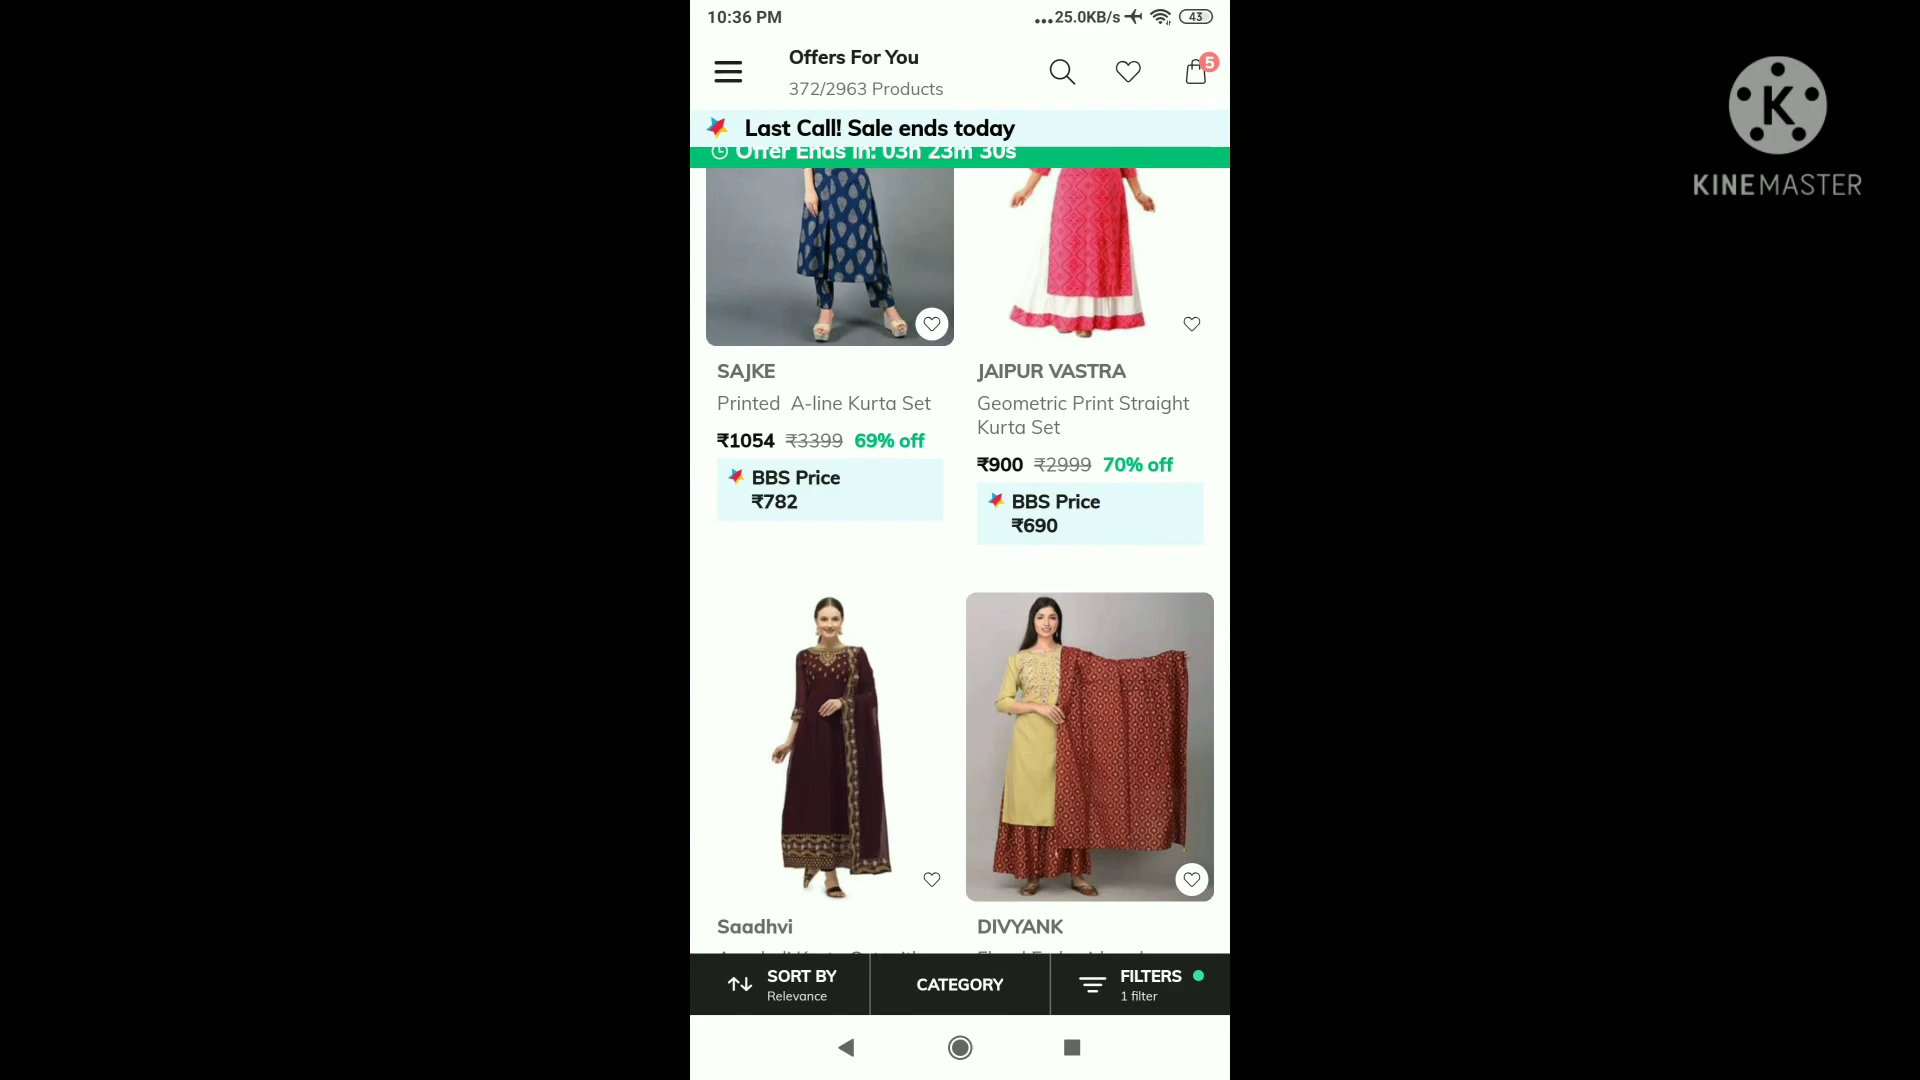 10:36 PM
...25.0KB/s
43
Offers For You
372/2963 Products
5
K
KINEMASTER
Last Call! Sale ends today
Offer Ends In: 03h 23m 30s
SAJKE
Printed A-line Kurta Set
₹1054 ₹3399 69% off
BBS Price
₹782
JAIPUR VASTRA
Geometric Print Straight
Kurta Set
₹900 ₹2999 70% off
BBS Price
₹690
Saadhvi
DIVYANK
SORT BY
Relevance
CATEGORY
FILTERS
1 filter